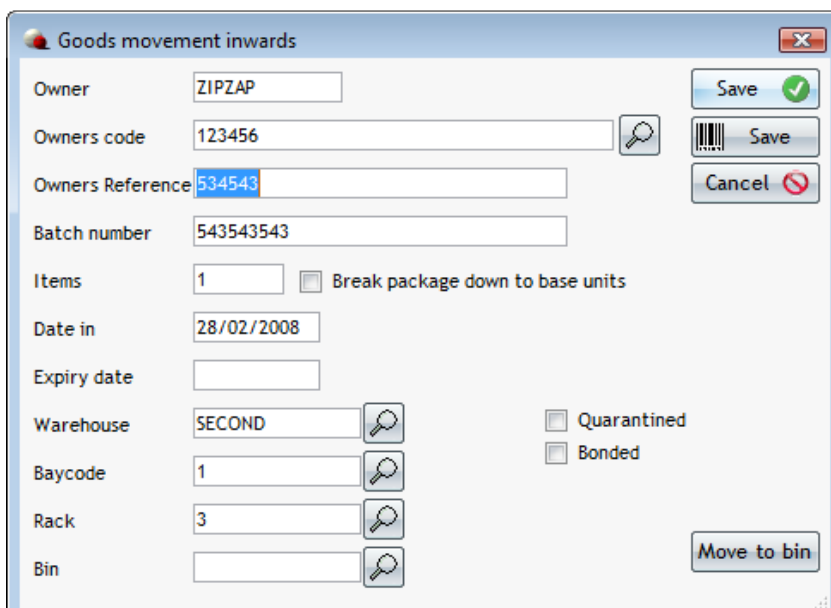 Goods movement inwards
Owner ZIPZAP Save
Owners code 123456 Save
Owners Reference 534543 Cancel
Batch number 543543543
Items 1 Break package down to base units
Date in 28/02/2008
Expiry date
Warehouse SECOND Quarantined
Bonded
Baycode 1
Rack 3
Bin Move to bin